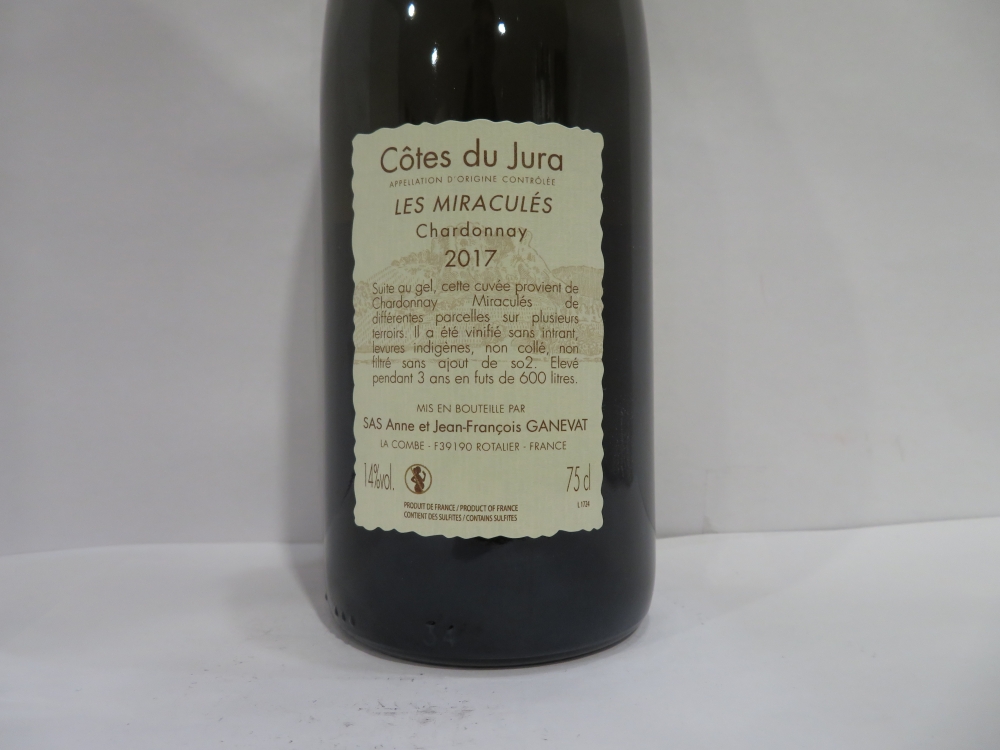 Côtes du Jura
APPELLATION D'ORIGINE CONTRÔLÉE
LES MIRACULÉS
Chardonnay
2017
Suite au gel, cette cuvée provient de
Chardonnay Miraculés de
différentes parcelles sur plusieurs
terroirs. Il a été vinifié sans intrant,
levures indigènes, non collé, non
filtré sans ajout de so2. Elevé
pendant 3 ans en futs de 600 litres.
MIS EN BOUTEILLE PAR
SAS Anne et Jean-François GANEVAT
LA COMBE - F39190 ROTALIER - FRANCE
14%vol. 75 cl
PRODUIT DE FRANCE / PRODUCT OF FRANCE
CONTIENT DES SULFITES / CONTAINS SULFITES
L1724
54